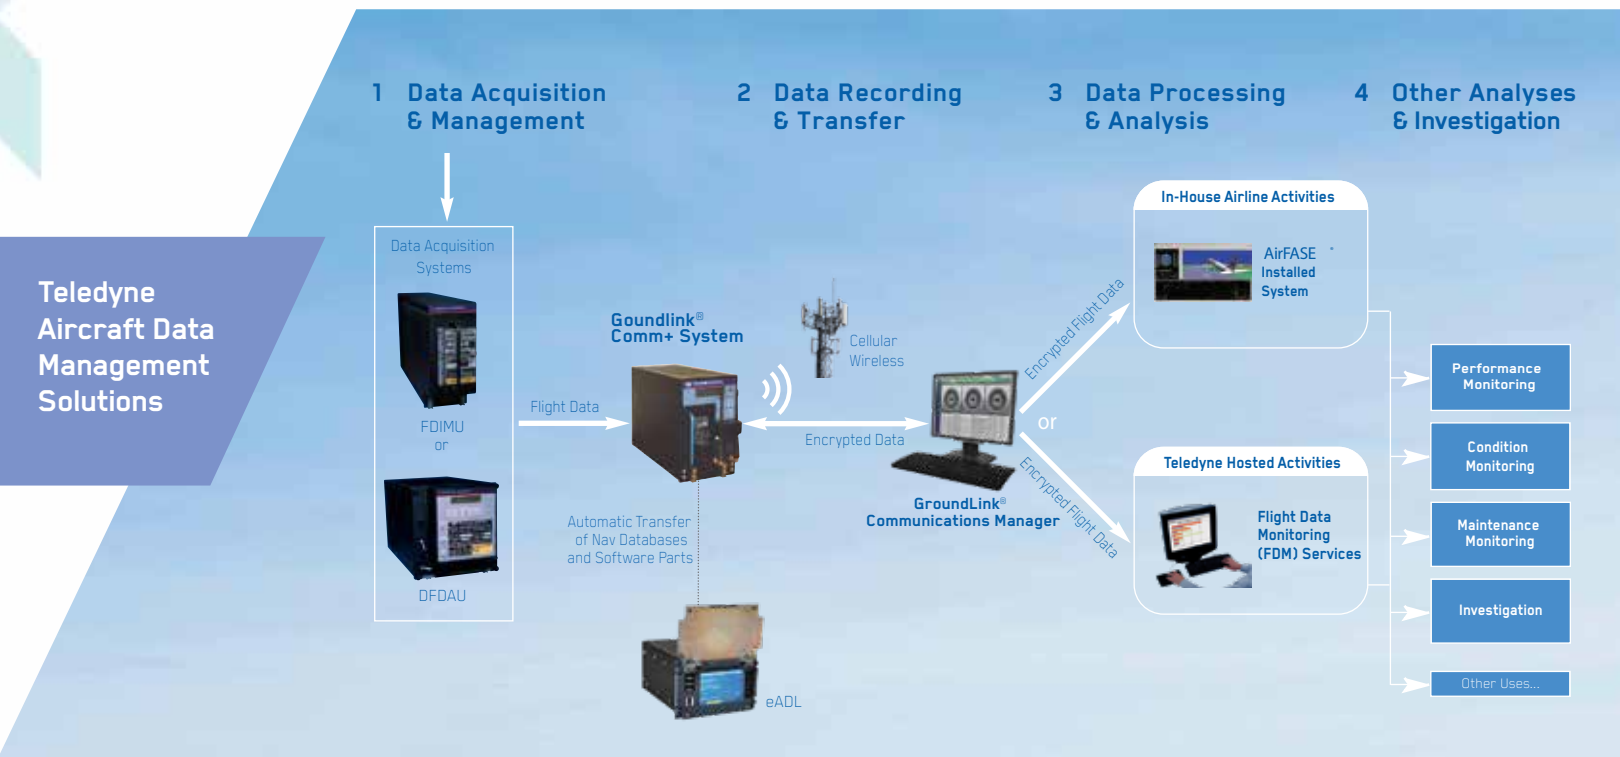 Teledyne
Aircraft Data
Management
Solutions
1 Data Acquisition
& Management
2 Data Recording
& Transfer
3 Data Processing
& Analysis
4 Other Analyses
& Investigation
Data Acquisition
Systems
FDIMU
or
DFDAU
Flight Data
Goundlink®
Comm+ System
Automatic Transfer
of Nav Databases
and Software Parts
eADL
Cellular
Wireless
Encrypted Data
GroundLink®
Communications Manager
Encrypted Flight Data
or
Encrypted Flight Data
In-House Airline Activities
AirFASE
Installed
System
Teledyne Hosted Activities
Flight Data
Monitoring
(FDM) Services
Performance
Monitoring
Condition
Monitoring
Maintenance
Monitoring
Investigation
Other Uses...